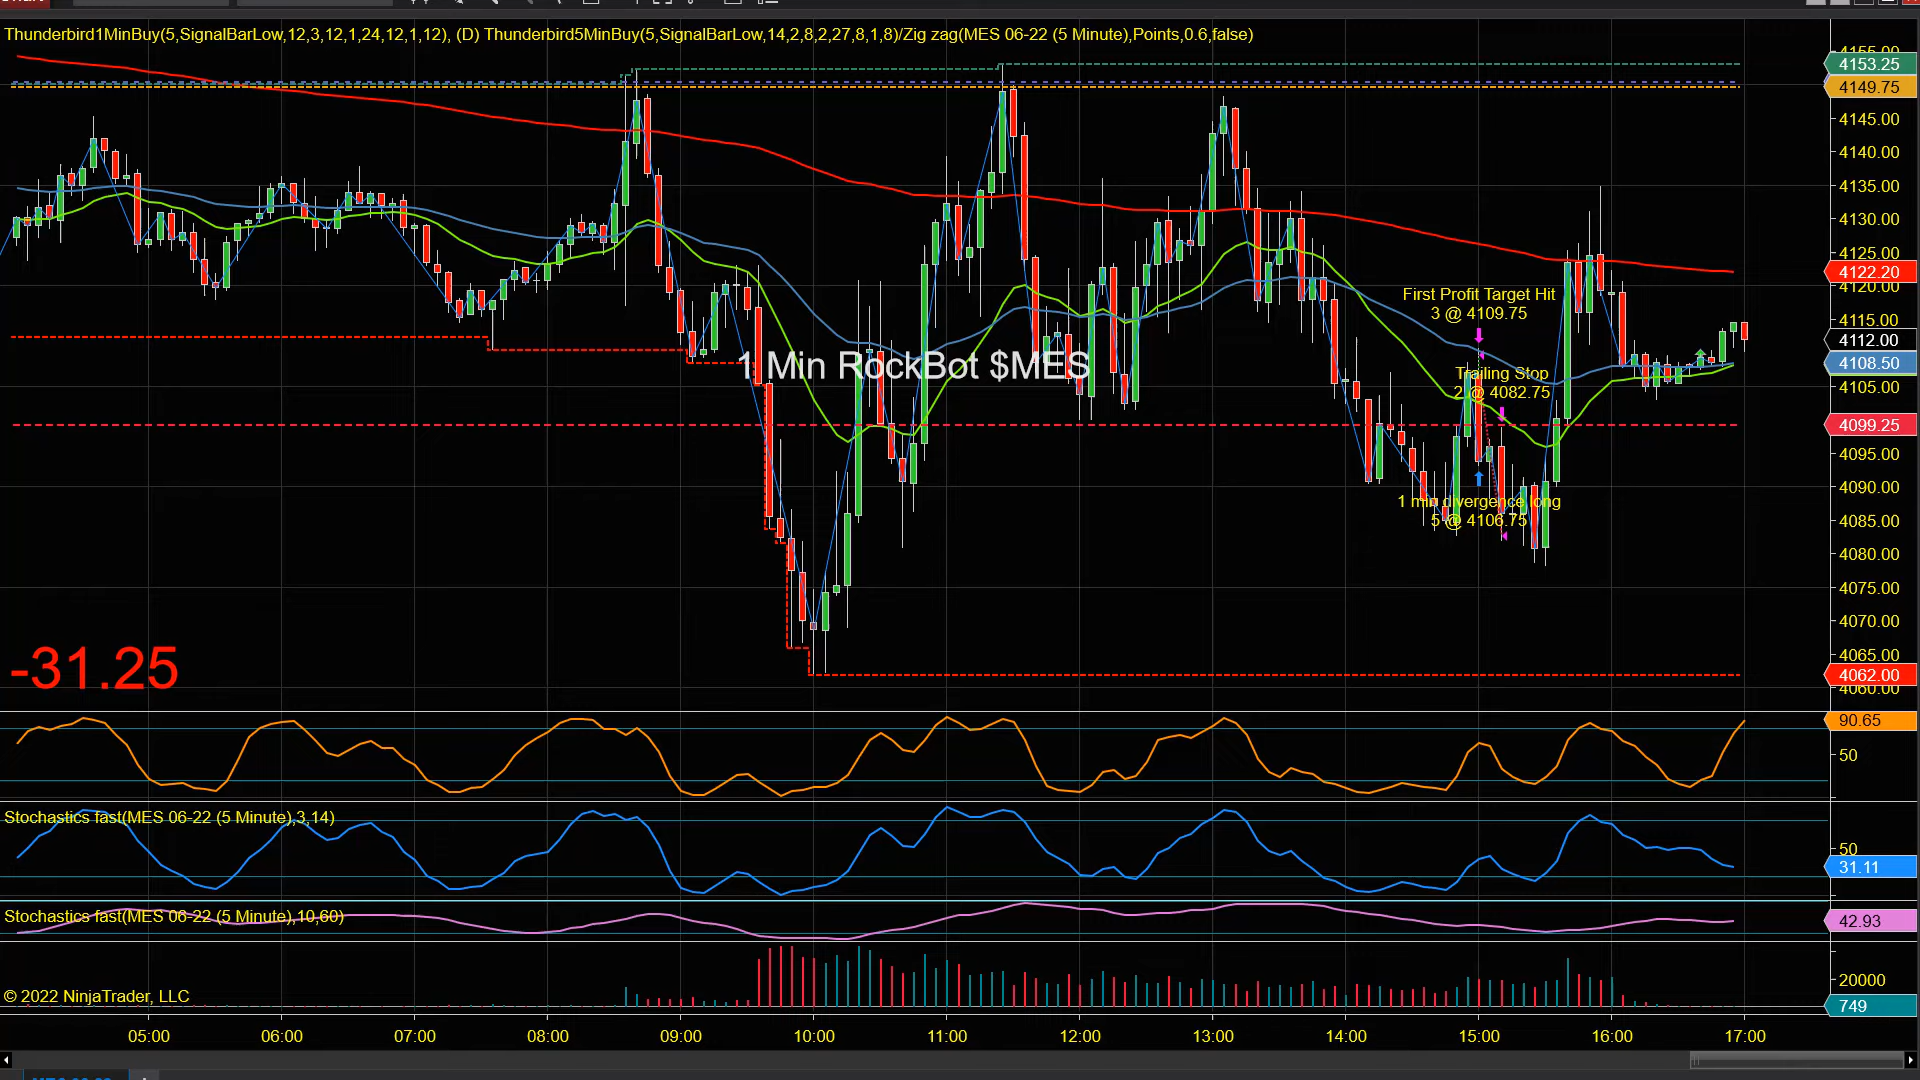 Thunderbird1MinBuy(5,SignalBarLow,12,3,12,1,24,12,1,12), (D) Thunderbird5MinBuy(5,SignalBarLow,14,2,8,2,27,8,1,8)/Zig zag(MES 06-22 (5 Minute),Points,0.6,false)
4155.00
4153.25
4149.75
4145.00
4140.00
4135.00
4130.00
4125.00
4122.20
4120.00
4115.00
4112.00
4108.50
4105.00
4099.25
4095.00
4090.00
4085.00
4080.00
4075.00
4070.00
4065.00
4062.00
4060.00
First Profit Target Hit
3 @ 4109.75
1 Min RockBot $MES
Trailing Stop
2 @ 4082.75
1 min divergence long
5 @ 4106.75
-31.25
90.65
50
Stochastics fast(MES 06-22 (5 Minute),3,14)
50
31.11
Stochastics fast(MES 06-22 (5 Minute),10,60)
42.93
20000
© 2022 NinjaTrader, LLC
749
05:00 06:00 07:00 08:00 09:00 10:00 11:00 12:00 13:00 14:00 15:00 16:00 17:00